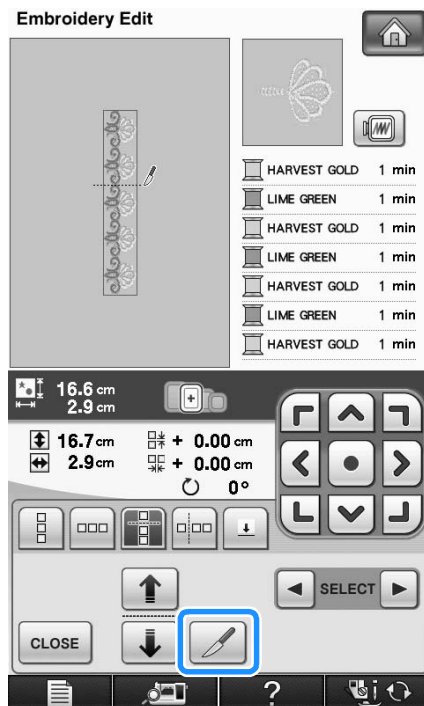 Embroidery Edit
HARVEST GOLD 1 min
LIME GREEN 1 min
HARVEST GOLD 1 min
LIME GREEN 1 min
HARVEST GOLD 1 min
LIME GREEN 1 min
HARVEST GOLD 1 min
16.6 cm
2.9 cm
16.7 cm + 0.00 cm
2.9 cm + 0.00 cm
0°
SELECT
CLOSE
?